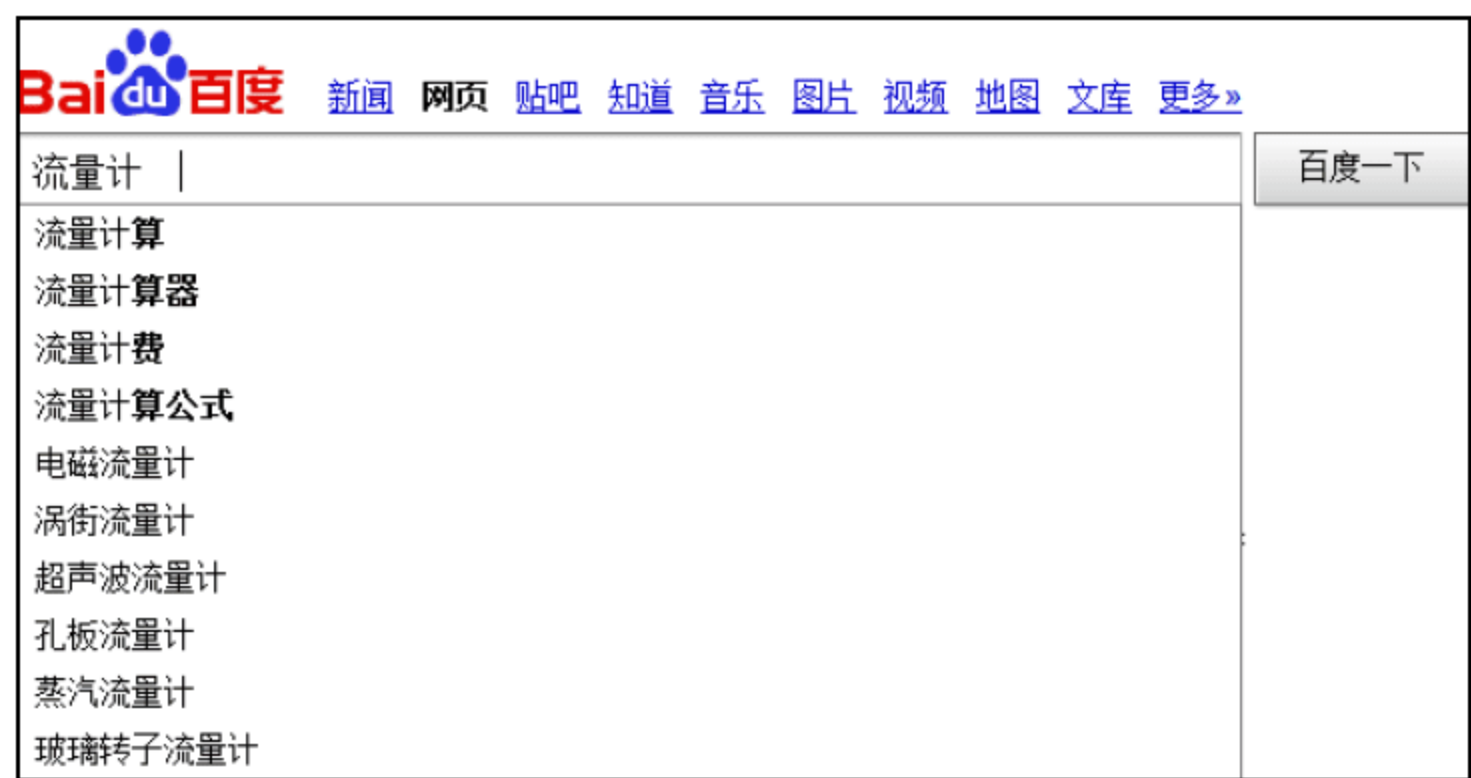 Baidu百度 新闻 网页 贴吧 知道 音乐 图片 视频 地图 文库 更多»
流量计 百度一下
流量计算
流量计算器
流量计费
流量计算公式
电磁流量计
涡街流量计
超声波流量计
孔板流量计
蒸汽流量计
玻璃转子流量计